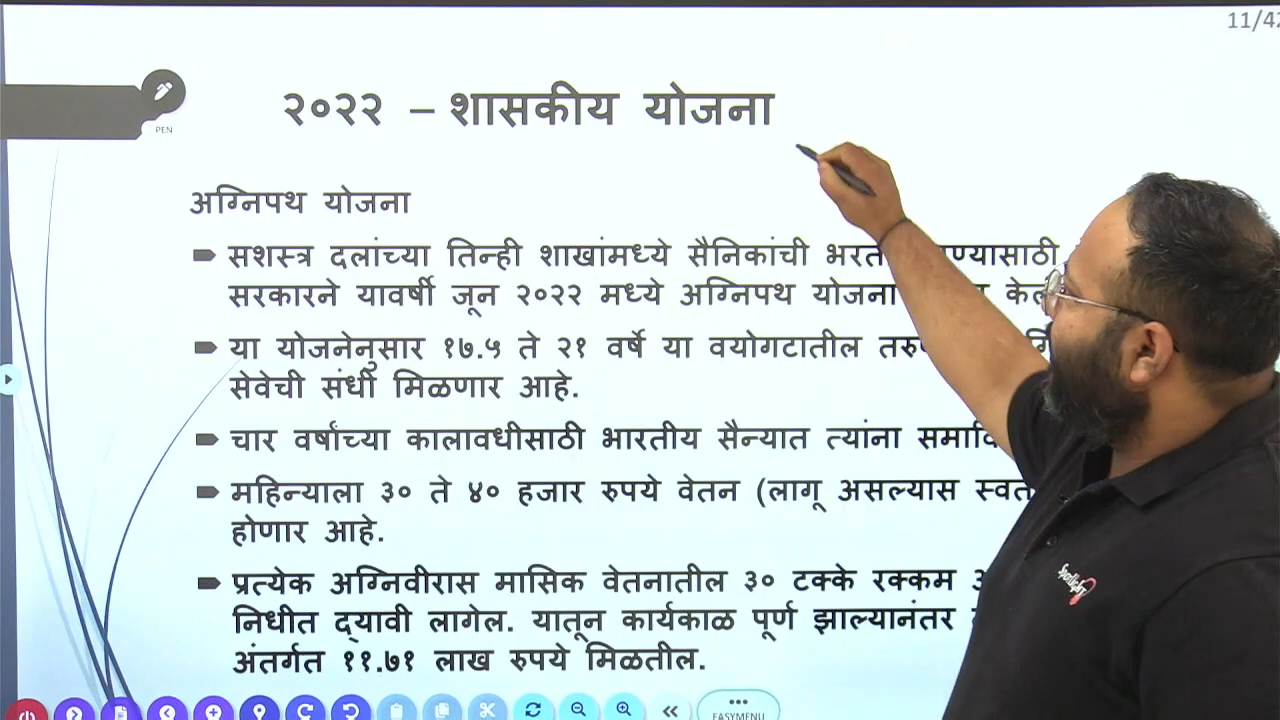 11/42
PEN
२०२२ – शासकीय योजना
अग्निपथ योजना
सशस्त्र दलांच्या तिन्ही शाखांमध्ये सैनिकांची
सरकारने यावर्षी जून २०२२ मध्ये अग्निपथ योजना
या योजनेनुसार १७.५ ते २१ वर्षे या वयोगटातील
सेवेची संधी मिळणार आहे.
चार वर्षांच्या कालावधीसाठी भारतीय सैन्यात त्यांना
महिन्याला ३० ते ४० हजार रुपये वेतन (लागू असल्यास
होणार आहे.
प्रत्येक अग्निवीरास मासिक वेतनातील ३० टक्के रक्कम
निधीत द्यावी लागेल. यातून कार्यकाळ पूर्ण झाल्यानंतर
अंतर्गत ११.७१ लाख रुपये मिळतील.
Spotlight
EASYMENU